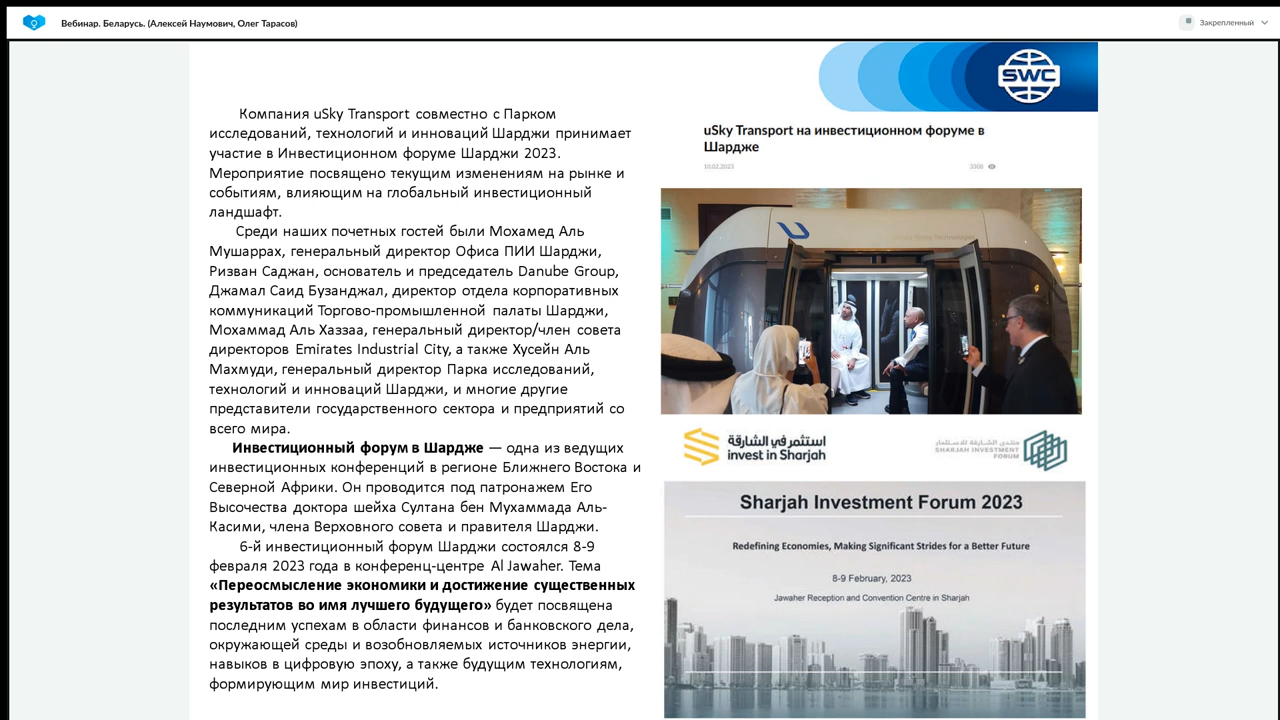 Вебинар. Беларусь. (Алексей Наумович, Олег Тарасов)
Закрепленный
SWC
Компания uSky Transport совместно с Парком
исследований, технологий и инноваций Шарджи принимает
участие в Инвестиционном форуме Шарджи 2023.
Мероприятие посвящено текущим изменениям на рынке и
событиям, влияющим на глобальный инвестиционный
ландшафт.
Среди наших почетных гостей были Мохамед Аль
Мушаррах, генеральный директор Офиса ПИИ Шарджи,
Ризван Саджан, основатель и председатель Danube Group,
Джамал Саид Бузанджал, директор отдела корпоративных
коммуникаций Торгово-промышленной палаты Шарджи,
Мохаммад Аль Хаззаа, генеральный директор/член совета
директоров Emirates Industrial City, а также Хусейн Аль
Махмуди, генеральный директор Парка исследований,
технологий и инноваций Шарджи, и многие другие
представители государственного сектора и предприятий со
всего мира.
Инвестиционный форум в Шардже — одна из ведущих
инвестиционных конференций в регионе Ближнего Востока и
Северной Африки. Он проводится под патронажем Его
Высочества доктора шейха Султана бен Мухаммада Аль-
Касими, члена Верховного совета и правителя Шарджи.
6-й инвестиционный форум Шарджи состоялся 8-9
февраля 2023 года в конференц-центре Al Jawaher. Тема
«Переосмысление экономики и достижение существенных
результатов во имя лучшего будущего» будет посвящена
последним успехам в области финансов и банковского дела,
окружающей среды и возобновляемых источников энергии,
навыков в цифровую эпоху, а также будущим технологиям,
формирующим мир инвестиций.
uSky Transport на инвестиционном форуме в
Шардже
10.02.2023
استثمر في الشارقة
invest in Sharjah
منتدى الشارقة للاستثمار
SHARJAH INVESTMENT
FORUM
Sharjah Investment Forum 2023
Redefining Economies, Making Significant Strides for a Better Future
8-9 February, 2023
Jawaher Reception and Convention Centre in Sharjah